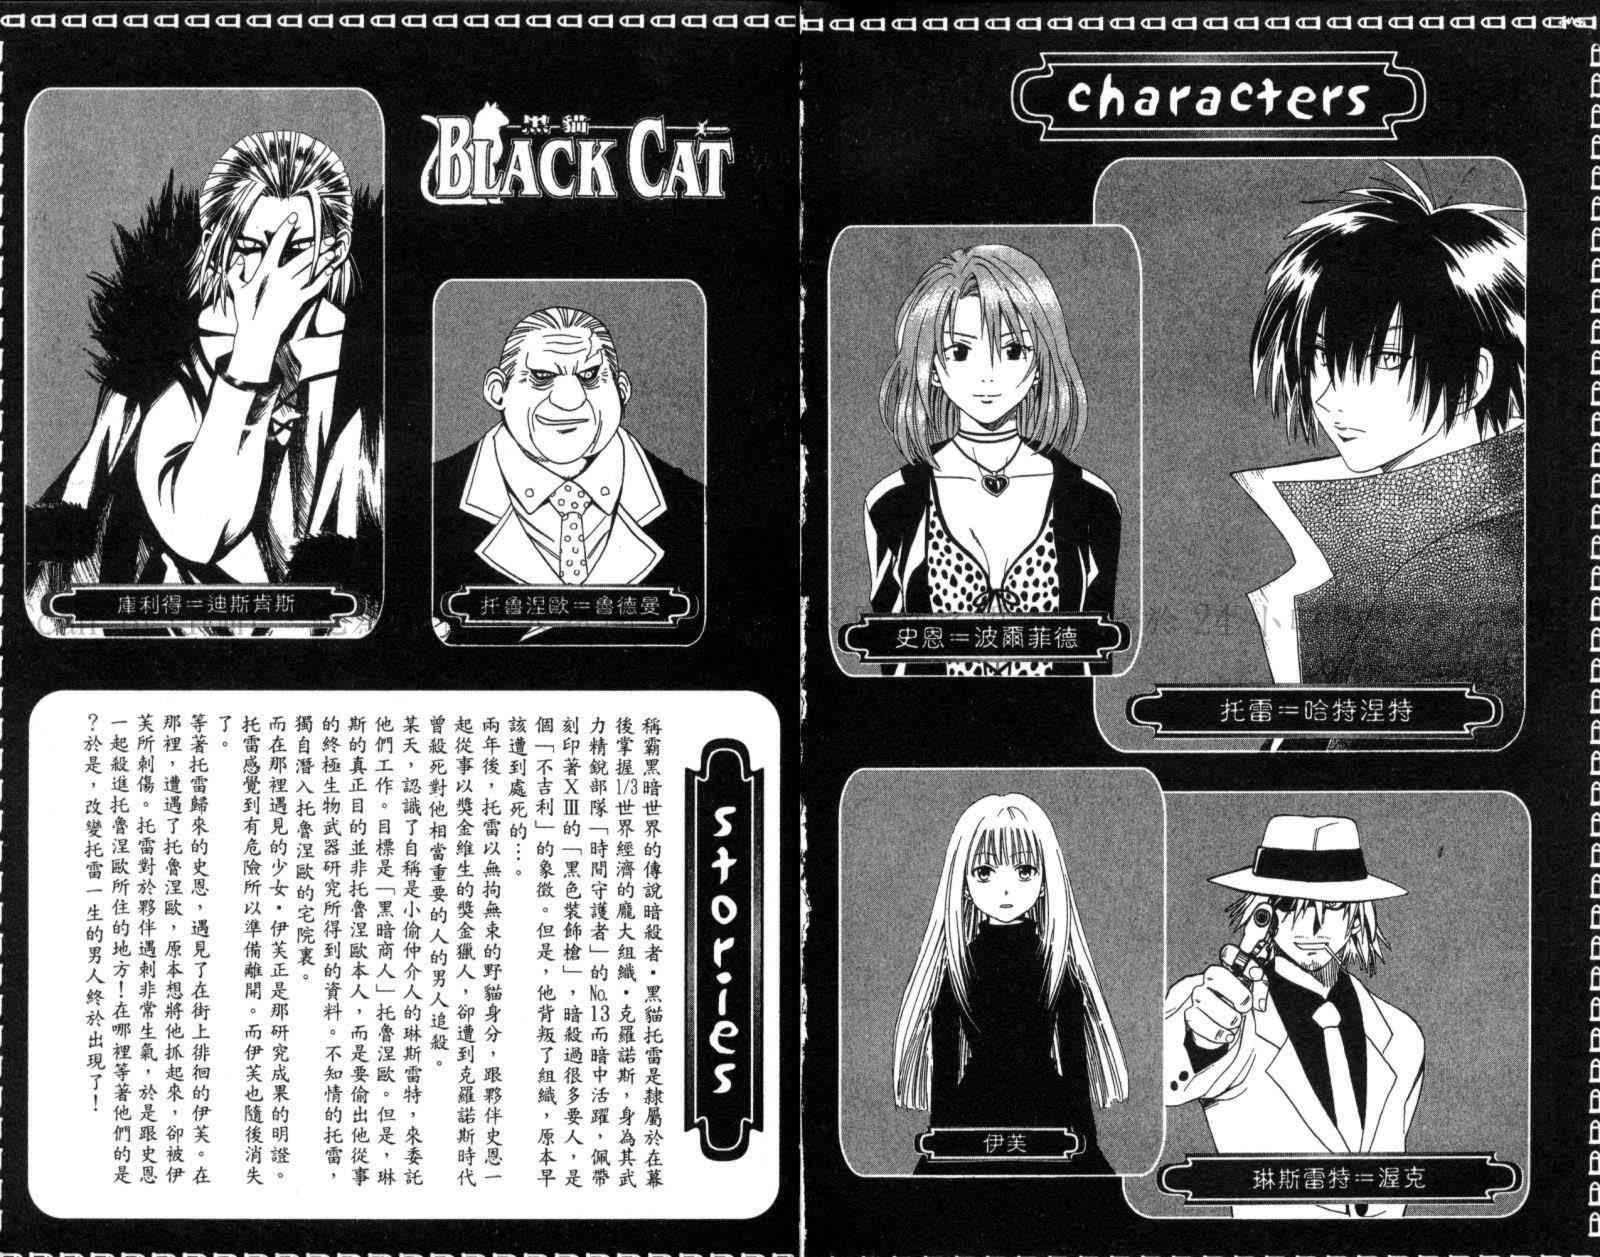 characters
托雷＝哈特涅特
史恩＝波爾菲德
琳斯雷特＝渥克
伊芙
黑貓
BLACK CAT
托魯涅歐＝魯德曼
庫利得＝迪斯肯斯
stories
稱霸黑暗世界的傳說暗殺者・黑貓托雷是隸屬於在幕
後掌握1/3世界經濟的龐大組織・克羅諾斯，身為其武
力精銳部隊「時間守護者」的No.13而暗中活躍，佩帶
刻印著XⅢ的「黑色裝飾槍」，暗殺過很多要人，是
個「不吉利」的象徵。但是，他背叛了組織，原本早
該遭到處死的…。
兩年後，托雷以無拘無束的野貓身分，跟夥伴史恩一
起從事以獎金維生的獎金獵人，卻遭到克羅諾斯時代
曾殺死對他相當重要的人的男人追殺。
某天，認識了自稱是小偷仲介人的琳斯雷特，來委託
他們工作。目標是「黑暗商人」托魯涅歐。但是，琳
斯的真正目的並非托魯涅歐本人，而是要偷出他從事
的終極生物武器研究所得到的資料。不知情的托雷，
獨自潛入托魯涅歐的宅院裏。
而在那裡遇見的少女・伊芙正是那研究成果的明證。
托雷感覺到有危險所以準備離開。而伊芙也隨後消失
了。
等著托雷歸來的史恩，遇見了在街上徘徊的伊芙。在
那裡，遭遇了托魯涅歐，原本想將他抓起來，卻被伊
芙所刺傷。托雷對於夥伴遇刺非常生氣，於是跟史恩
一起殺進托魯涅歐所住的地方！在哪裡等著他們的是
？於是，改變托雷一生的男人終於出現了！